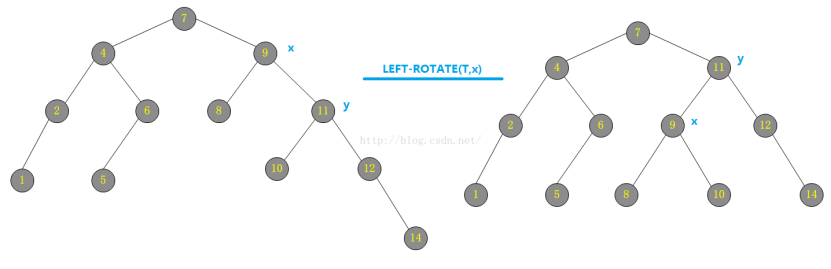 7
4 9 x
2 6 8 11 y
1 5 10 12
14
LEFT-ROTATE(T,x)
http://blog.csdn.net/
7
4 11 y
2 6 9 x 12
1 5 8 10 14